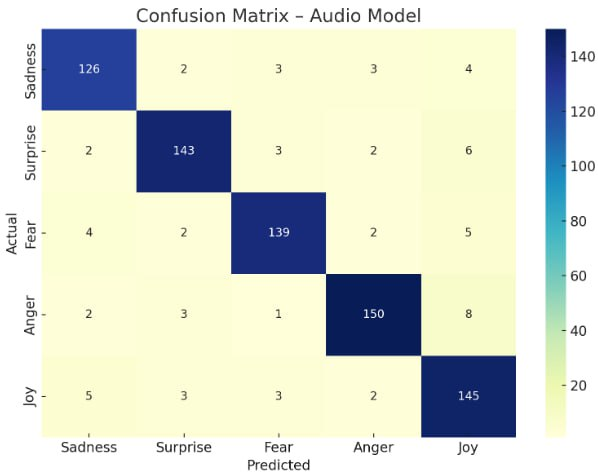 Confusion Matrix – Audio Model
Sadness 126 2 3 3 4
Surprise 2 143 3 2 6
Fear 4 2 139 2 5
Anger 2 3 1 150 8
Joy 5 3 3 2 145
Sadness Surprise Fear Anger Joy
Predicted
Actual
140
120
100
80
60
40
20